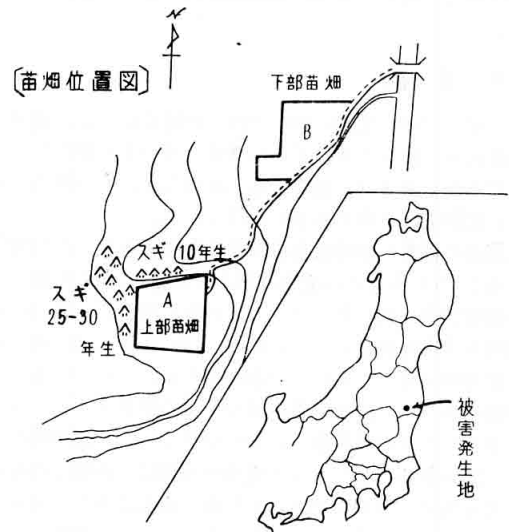 N
〔苗畑位置図〕
下部苗畑
B
スギ 10年生
スギ
25-30
年生
A
上部苗畑
被害発生地